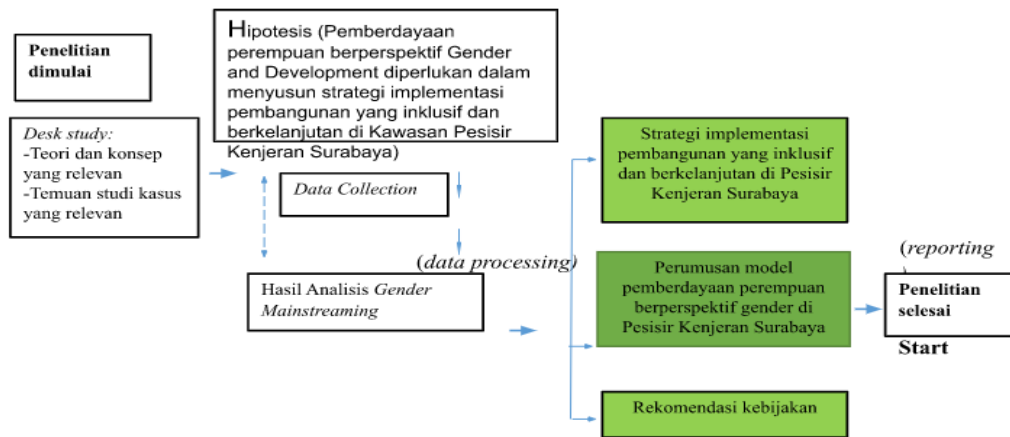 Penelitian
dimulai
Desk study:
-Teori dan konsep
yang relevan
-Temuan studi kasus
yang relevan
Hipotesis (Pemberdayaan
perempuan berperspektif Gender
and Development diperlukan dalam
menyusun strategi implementasi
pembangunan yang inklusif dan
berkelanjutan di Kawasan Pesisir
Kenjeran Surabaya)
Data Collection
(data processing)
Hasil Analisis Gender
Mainstreaming
Strategi implementasi
pembangunan yang inklusif
dan berkelanjutan di Pesisir
Kenjeran Surabaya
Perumusan model
pemberdayaan perempuan
berperspektif gender di
Pesisir Kenjeran Surabaya
Rekomendasi kebijakan
(reporting
Penelitian
selesai
Start